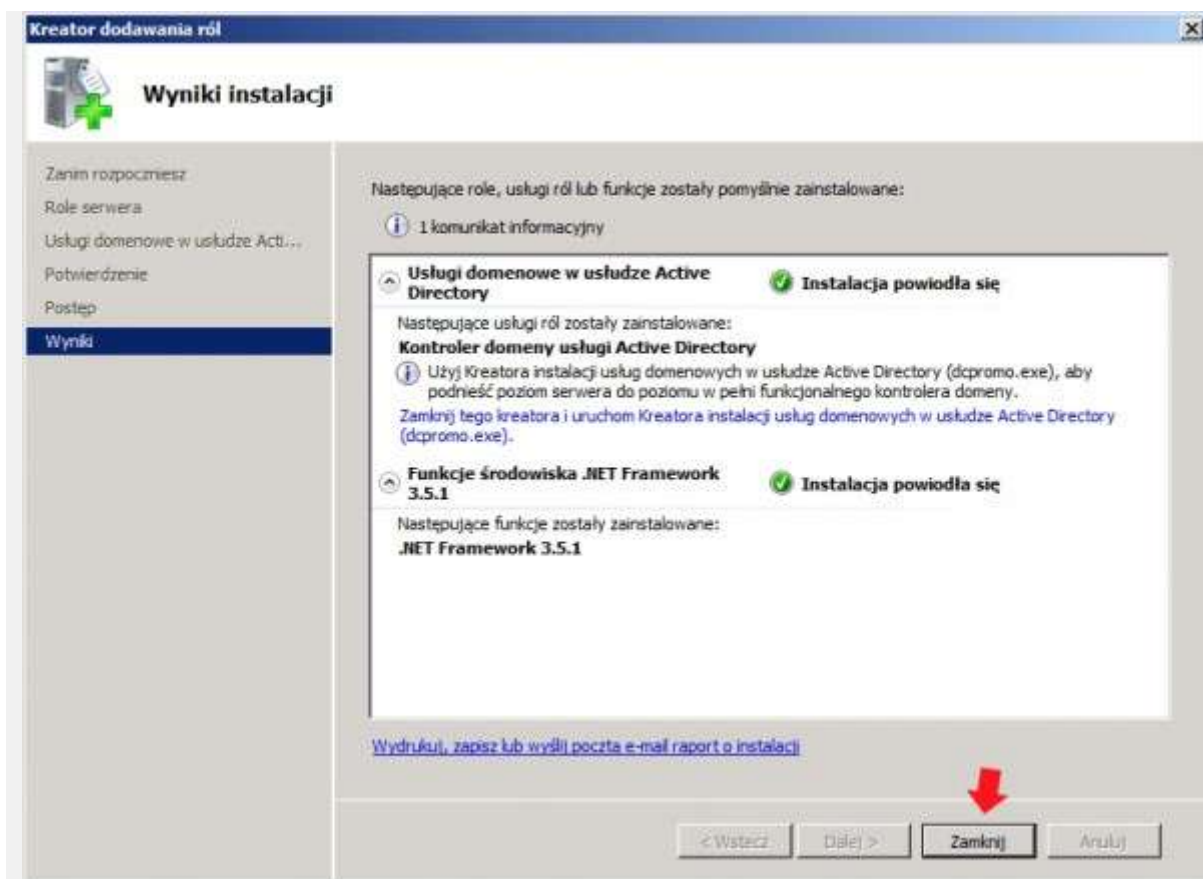 Kreator dodawania ról
Wyniki instalacji
Zanim rozpoczniesz
Role serwera
Usługi domenowe w usłudze Acti...
Potwierdzenie
Postęp
Wyniki
Następujące role, usługi ról lub funkcje zostały pomyślnie zainstalowane:
1 komunikat informacyjny
Usługi domenowe w usłudze Active
Directory
Instalacja powiodła się
Następujące usługi ról zostały zainstalowane:
Kontroler domeny usługi Active Directory
Użyj Kreatora instalacji usług domenowych w usłudze Active Directory (dcpromo.exe), aby
podnieść poziom serwera do poziomu w pełni funkcjonalnego kontrolera domeny.
Zamknij tego kreatora i uruchom Kreatora instalacji usług domenowych w usłudze Active Directory
(dcpromo.exe).
Funkcje środowiska .NET Framework
3.5.1
Instalacja powiodła się
Następujące funkcje zostały zainstalowane:
.NET Framework 3.5.1
Wydrukuj, zapisz lub wyślij poczta e-mail raport o instalacji
< Wstecz
Dalej >
Zamknij
Anuluj